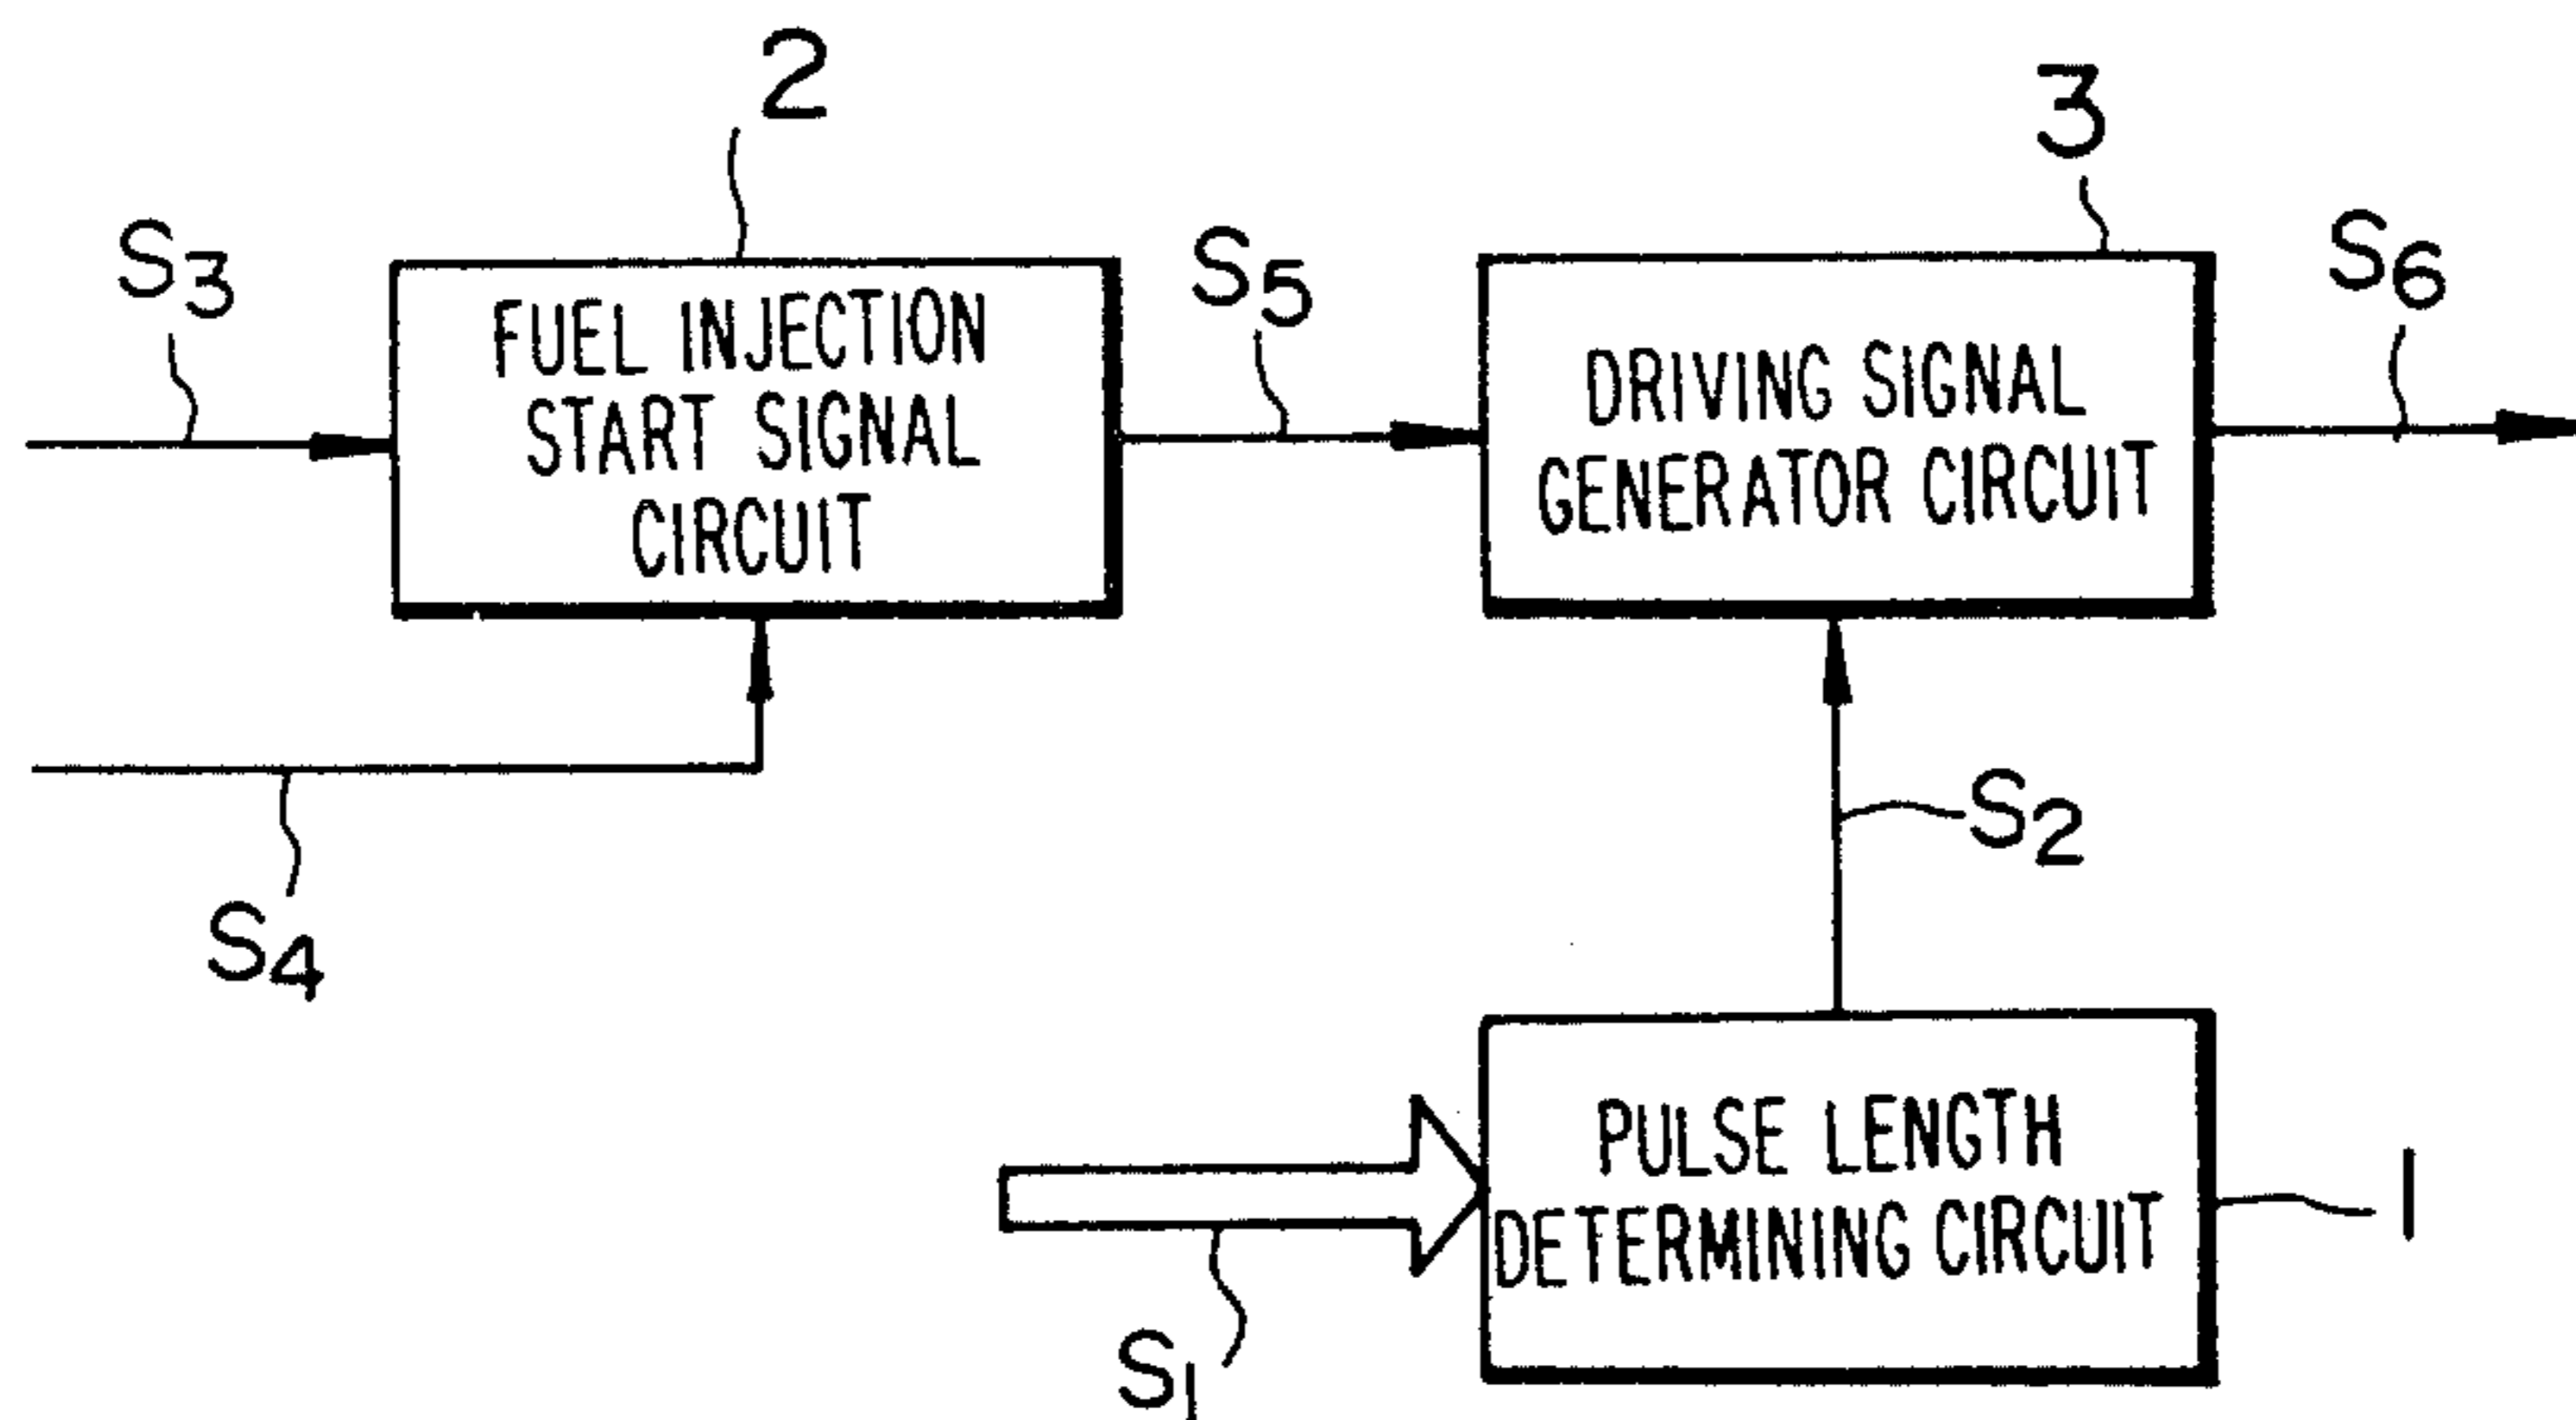 2
3
S3
S5
S6
FUEL INJECTION
START SIGNAL
CIRCUIT
DRIVING SIGNAL
GENERATOR CIRCUIT
S4
S2
PULSE LENGTH
DETERMINING CIRCUIT
1
S1